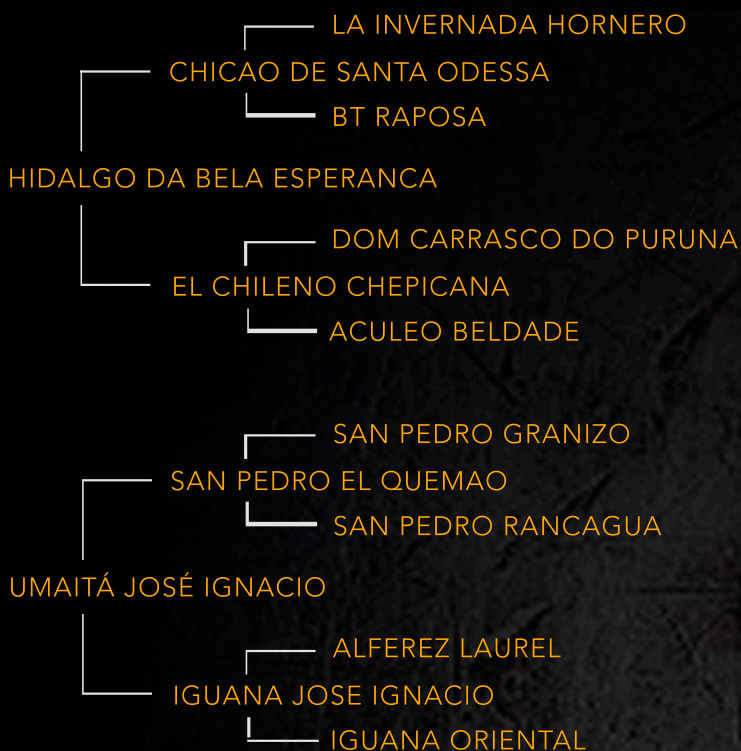 LA INVERNADA HORNERO
CHICAO DE SANTA ODESSA
BT RAPOSA
HIDALGO DA BELA ESPERANCA
DOM CARRASCO DO PURUNA
EL CHILENO CHEPICANA
ACULEO BELDADE
SAN PEDRO GRANIZO
SAN PEDRO EL QUEMAO
SAN PEDRO RANCAGUA
UMAITÁ JOSÉ IGNACIO
ALFEREZ LAUREL
IGUANA JOSE IGNACIO
IGUANA ORIENTAL